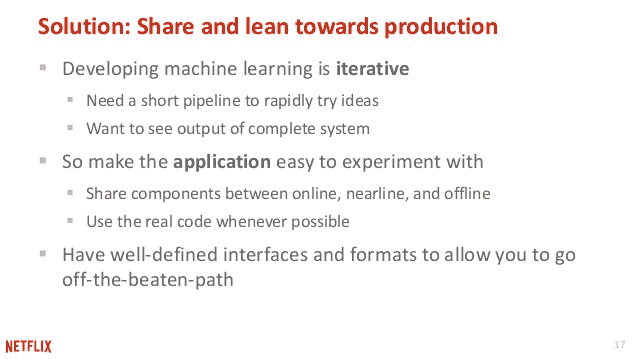 Solution: Share and lean towards production
Developing machine learning is iterative
Need a short pipeline to rapidly try ideas
Want to see output of complete system
So make the application easy to experiment with
Share components between online, nearline, and offline
Use the real code whenever possible
Have well-defined interfaces and formats to allow you to go
off-the-beaten-path
NETFLIX
17